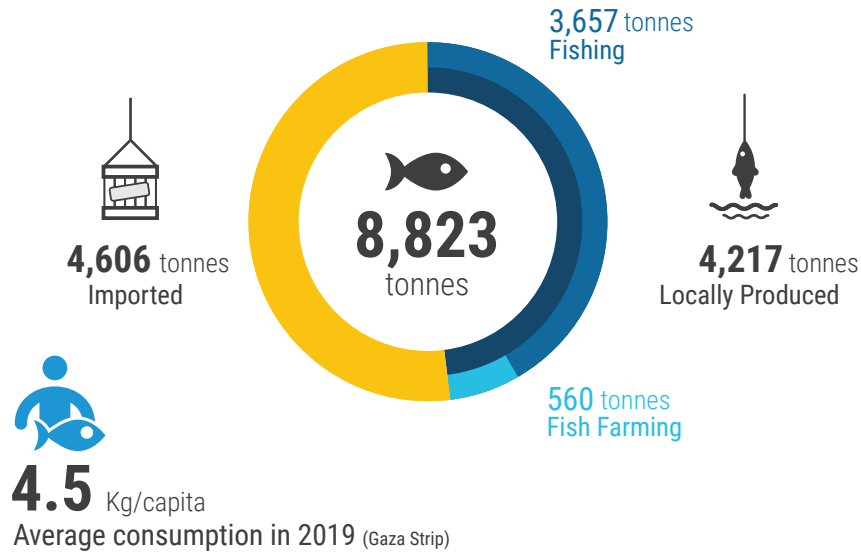 3,657 tonnes
Fishing
8,823
tonnes
4,606 tonnes
Imported
4,217 tonnes
Locally Produced
560 tonnes
Fish Farming
4.5 Kg/capita
Average consumption in 2019 (Gaza Strip)